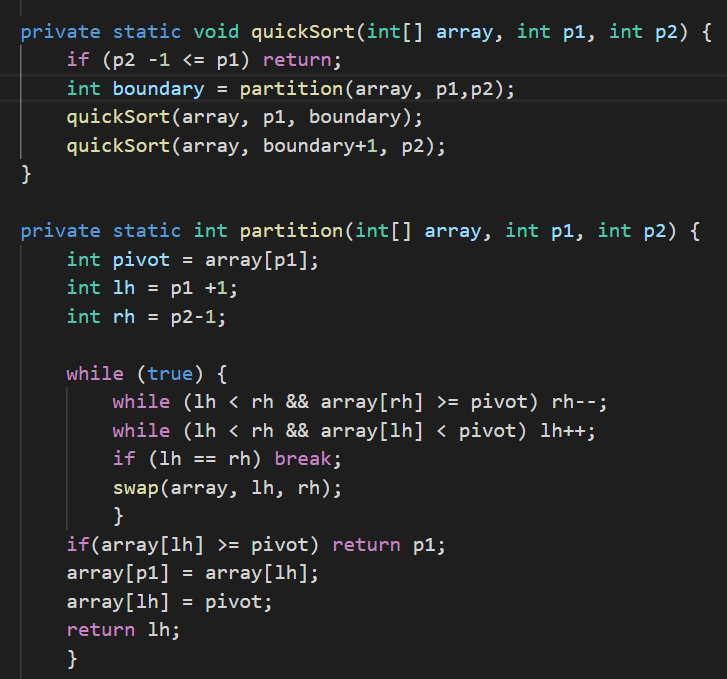 private static void quickSort(int[] array, int p1, int p2) {
if (p2 -1 <= p1) return;
int boundary = partition(array, p1,p2);
quickSort(array, p1, boundary);
quickSort(array, boundary+1, p2);
}
private static int partition(int[] array, int p1, int p2) {
int pivot = array[p1];
int lh = p1 +1;
int rh = p2-1;
while (true) {
while (lh < rh && array[rh] >= pivot) rh--;
while (lh < rh && array[lh] < pivot) lh++;
if (lh == rh) break;
swap(array, lh, rh);
}
if(array[lh] >= pivot) return p1;
array[p1] = array[lh];
array[lh] = pivot;
return lh;
}